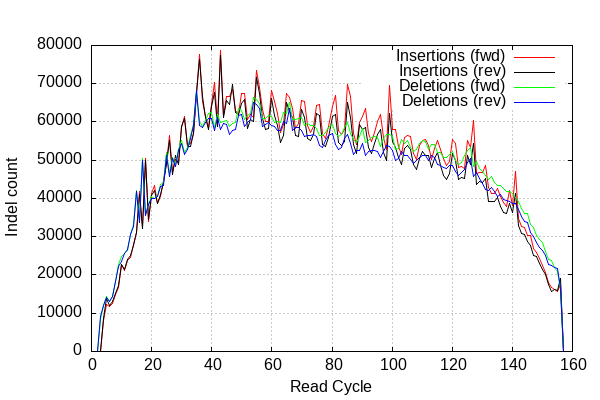 80000
70000
60000
50000
40000
30000
20000
10000
0
Indel count
Insertions (fwd)
Insertions (rev)
Deletions (fwd)
Deletions (rev)
0 20 40 60 80 100 120 140 160
Read Cycle